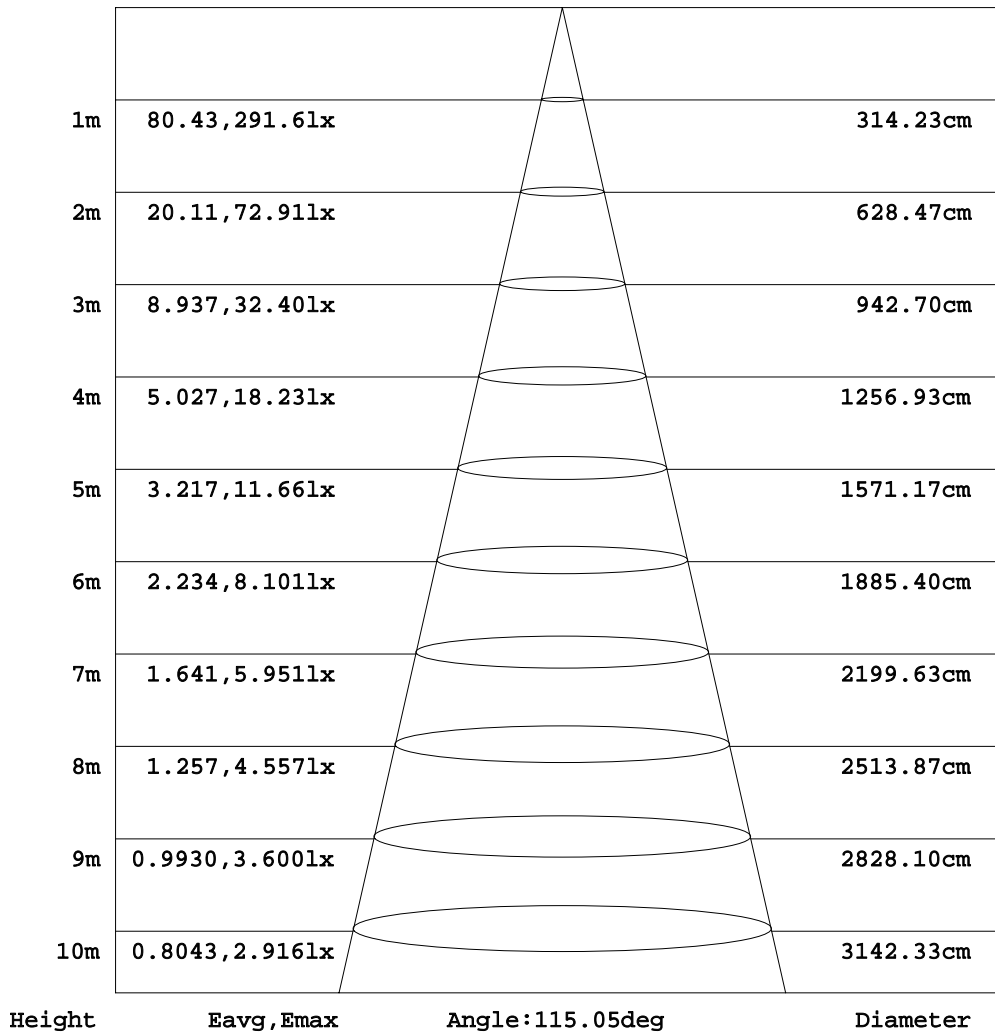 1m 80.43,291.6lx 314.23cm
2m 20.11,72.91lx 628.47cm
3m 8.937,32.40lx 942.70cm
4m 5.027,18.23lx 1256.93cm
5m 3.217,11.66lx 1571.17cm
6m 2.234,8.101lx 1885.40cm
7m 1.641,5.951lx 2199.63cm
8m 1.257,4.557lx 2513.87cm
9m 0.9930,3.600lx 2828.10cm
10m 0.8043,2.916lx 3142.33cm
Height Eavg,Emax Angle:115.05deg Diameter